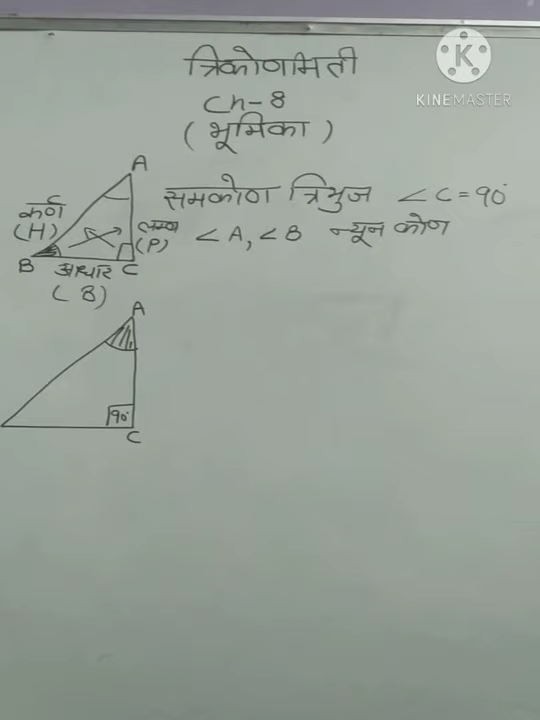 त्रिकोणमिती
Ch-8
(भूमिका)
K
KINEMASTER
A
समकोण त्रिभुज ∠C=90°
कर्ण
(H)
लम्ब
(P)
∠A, ∠B न्यून कोण
B आधार C
(B)
A
90°
C